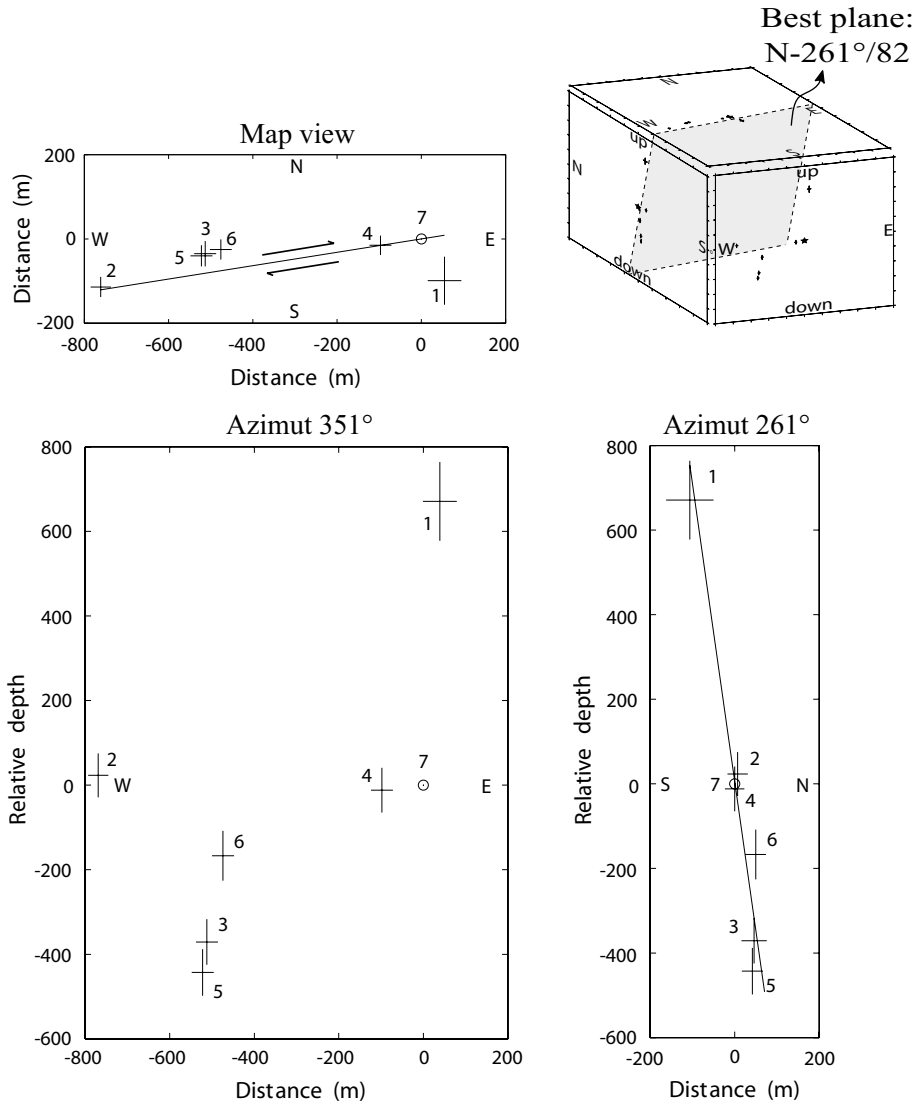 Best plane:
N-261°/82
N
W
E
up
S
up
N
E
S
W
down
down
Map view
200
N
7
3
6
4
0
W
E
5
2
1
S
-200
-800
-600
-400
-200
0
200
Distance (m)
Distance (m)
Azimut 351°
800
1
600
400
200
2
7
4
0
W
E
6
-200
3
-400
5
-600
-800
-600
-400
-200
0
200
Relative depth
Distance (m)
Azimut 261°
800
1
600
400
200
2
0
S
7
N
4
6
-200
3
-400
5
-600
-200
0
200
Relative depth
Distance (m)